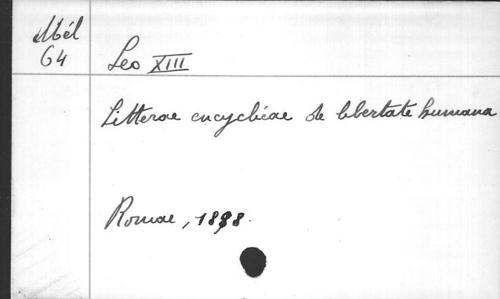 Mél
64
Leo XIII
Litterae encyclicae de libertate humana
Romae, 1888.